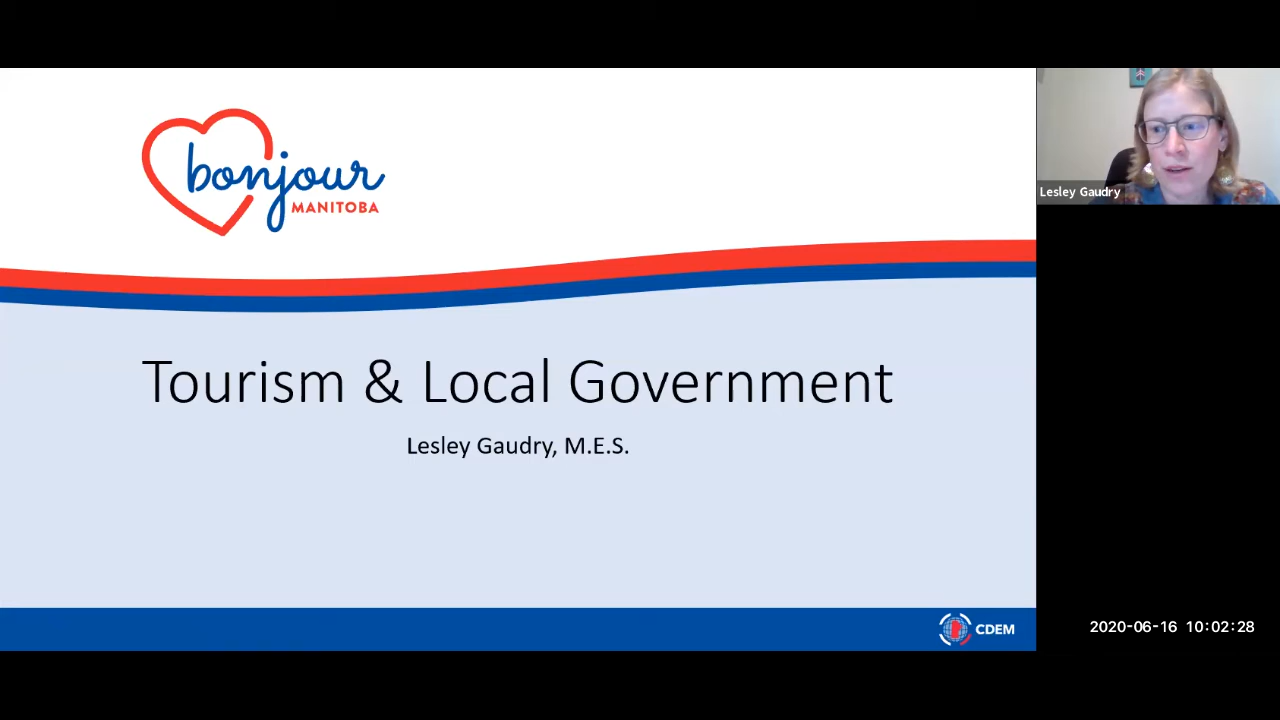 bonjour
MANITOBA
Lesley Gaudry
Tourism & Local Government
Lesley Gaudry, M.E.S.
CDEM
2020-06-16 10:02:28